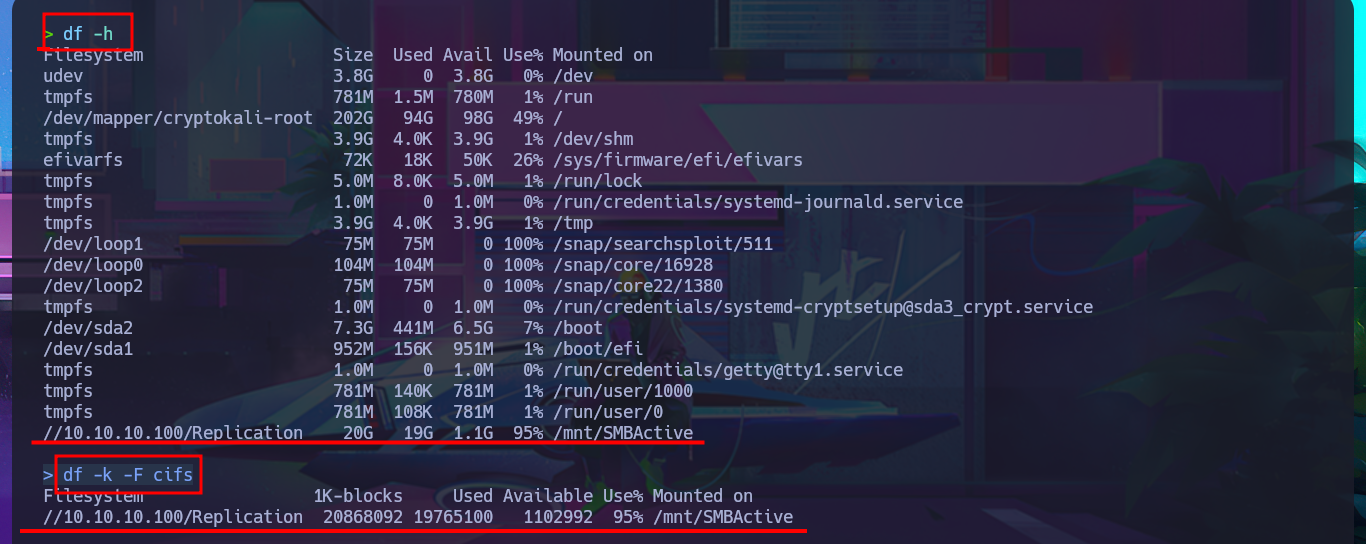 > df -h
Filesystem Size Used Avail Use% Mounted on
udev 3.8G 0 3.8G 0% /dev
tmpfs 781M 1.5M 780M 1% /run
/dev/mapper/cryptokali-root 202G 94G 98G 49% /
tmpfs 3.9G 4.0K 3.9G 1% /dev/shm
efivarfs 72K 18K 50K 26% /sys/firmware/efi/efivars
tmpfs 5.0M 8.0K 5.0M 1% /run/lock
tmpfs 1.0M 0 1.0M 0% /run/credentials/systemd-journald.service
tmpfs 3.9G 4.0K 3.9G 1% /tmp
/dev/loop1 75M 75M 0 100% /snap/searchsploit/511
/dev/loop0 104M 104M 0 100% /snap/core/16928
/dev/loop2 75M 75M 0 100% /snap/core22/1380
tmpfs 1.0M 0 1.0M 0% /run/credentials/systemd-cryptsetup@sda3_crypt.service
/dev/sda2 7.3G 441M 6.5G 7% /boot
/dev/sda1 952M 156K 951M 1% /boot/efi
tmpfs 1.0M 0 1.0M 0% /run/credentials/getty@tty1.service
tmpfs 781M 140K 781M 1% /run/user/1000
tmpfs 781M 108K 781M 1% /run/user/0
//10.10.10.100/Replication 20G 19G 1.1G 95% /mnt/SMBActive
> df -k -F cifs
Filesystem 1K-blocks Used Available Use% Mounted on
//10.10.10.100/Replication 20868092 19765100 1102992 95% /mnt/SMBActive